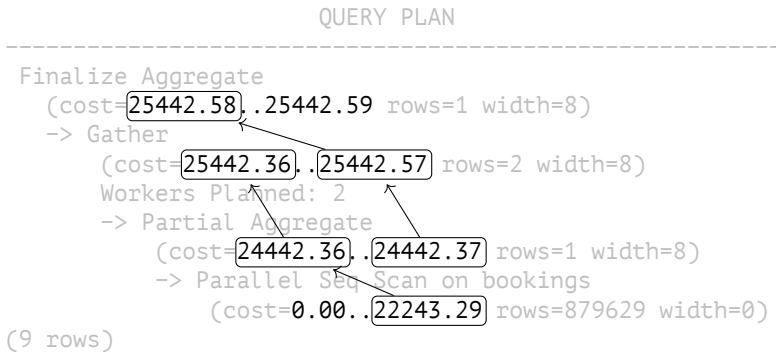 QUERY PLAN
−−−−−−−−−−−−−−−−−−−−−−−−−−−−−−−−−−−−−−−−−−−−−−−−−−−−−−−−−
Finalize Aggregate
(cost=25442.58..25442.59 rows=1 width=8)
−> Gather
(cost=25442.36..25442.57 rows=2 width=8)
Workers Planned: 2
−> Partial Aggregate
(cost=24442.36..24442.37 rows=1 width=8)
−> Parallel Seq Scan on bookings
(cost=0.00..22243.29 rows=879629 width=0)
(9 rows)